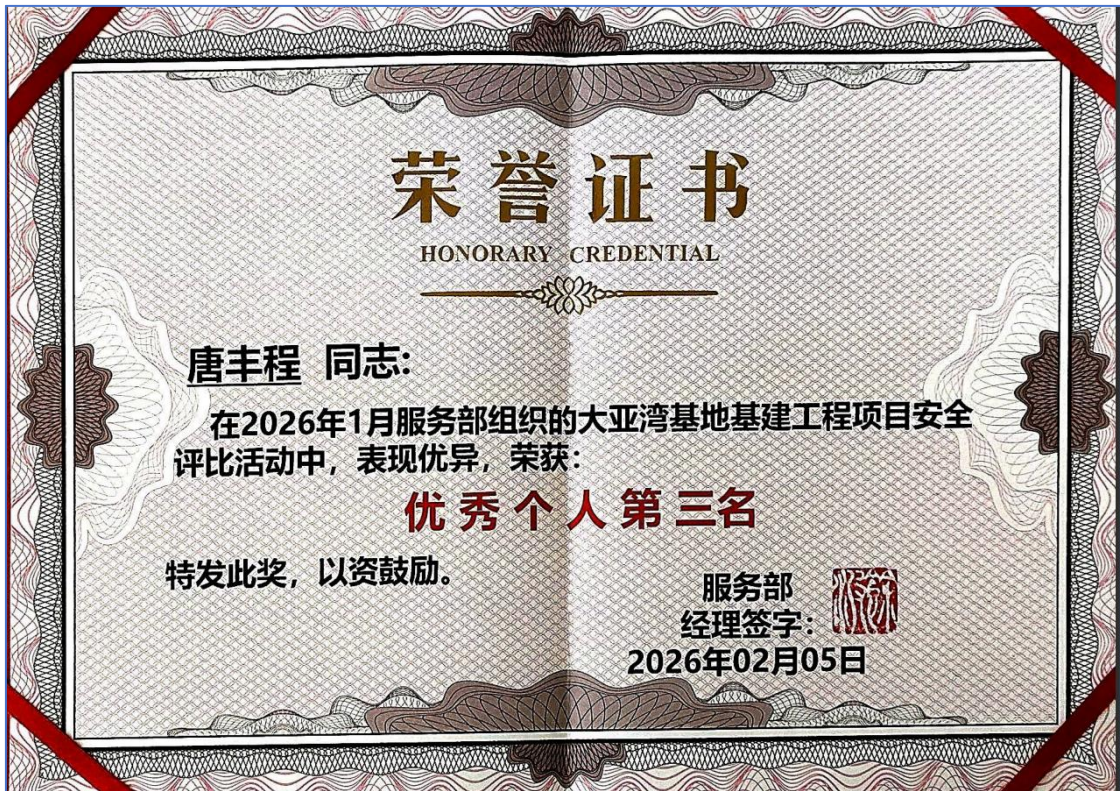 荣誉证书
HONORARY CREDENTIAL
唐丰程 同志:
在2026年1月服务部组织的大亚湾基地基建工程项目安全
评比活动中，表现优异，荣获：
优秀个人第三名
特发此奖，以资鼓励。
服务部
经理签字：
2026年02月05日